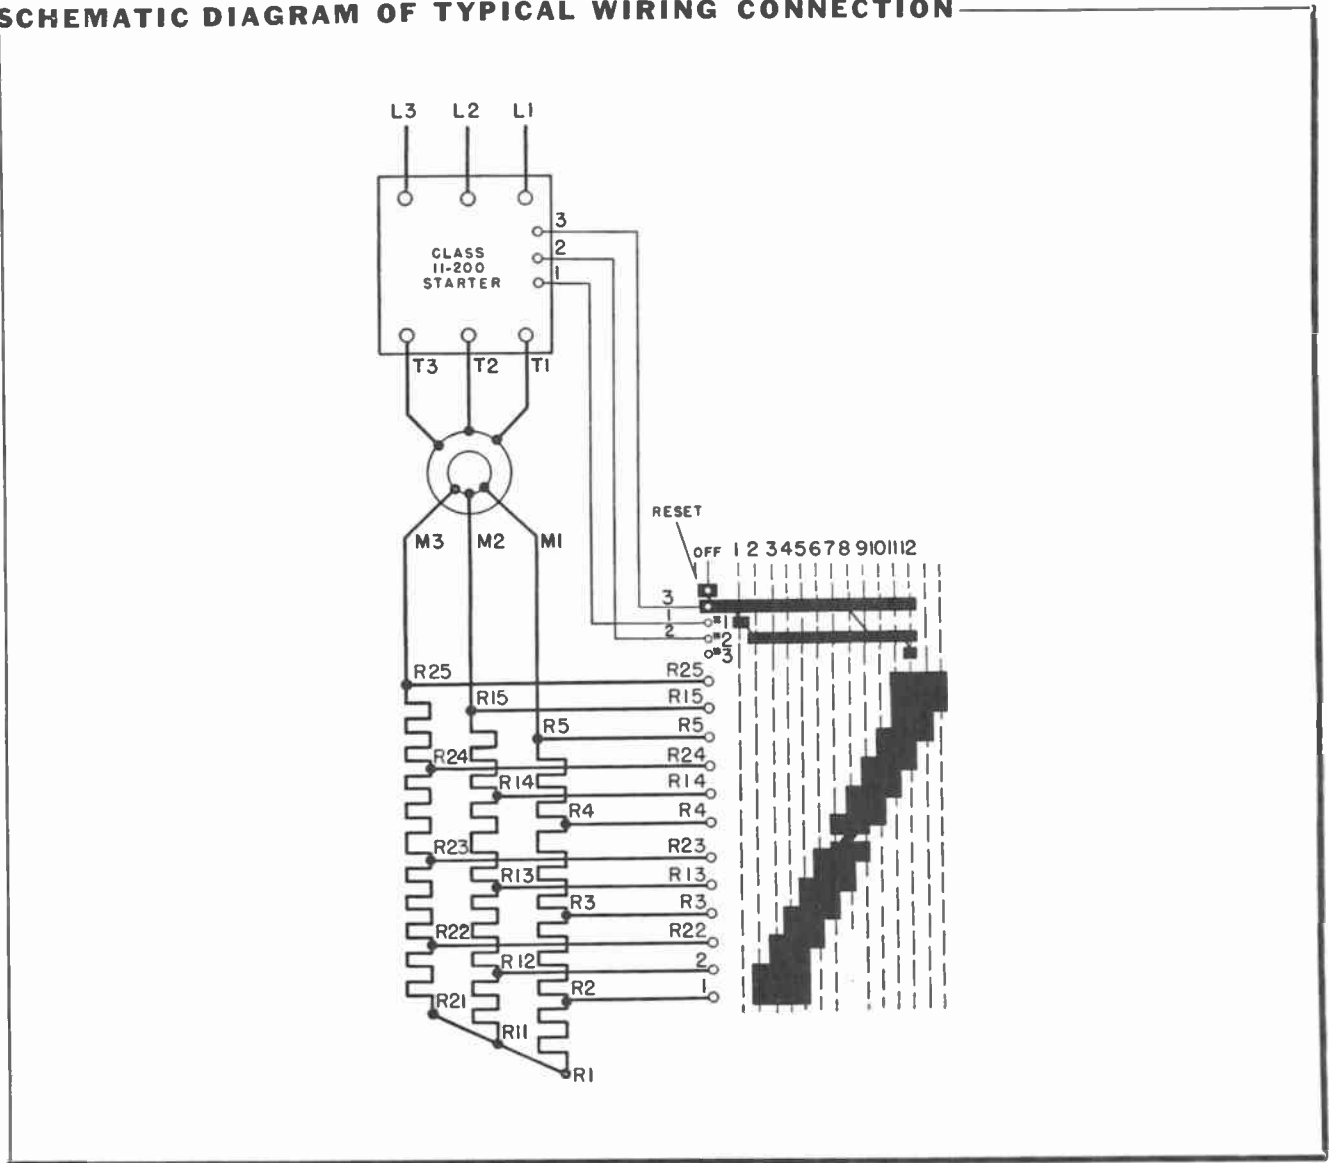 SCHEMATIC DIAGRAM OF TYPICAL WIRING CONNECTION
L3 L2 L1
3
2
1
CLASS
11-200
STARTER
T3 T2 T1
M3 M2 M1
RESET
OFF 1 2 3 4 5 6 7 8 9 10 11 12
3
1 *1
2 *2
*3
R25 R25
R15 R15
R5 R5
R24 R24
R14 R14
R4 R4
R23 R23
R13 R13
R3 R3
R22 R22
R12 2
R2 1
R21
R11
R1